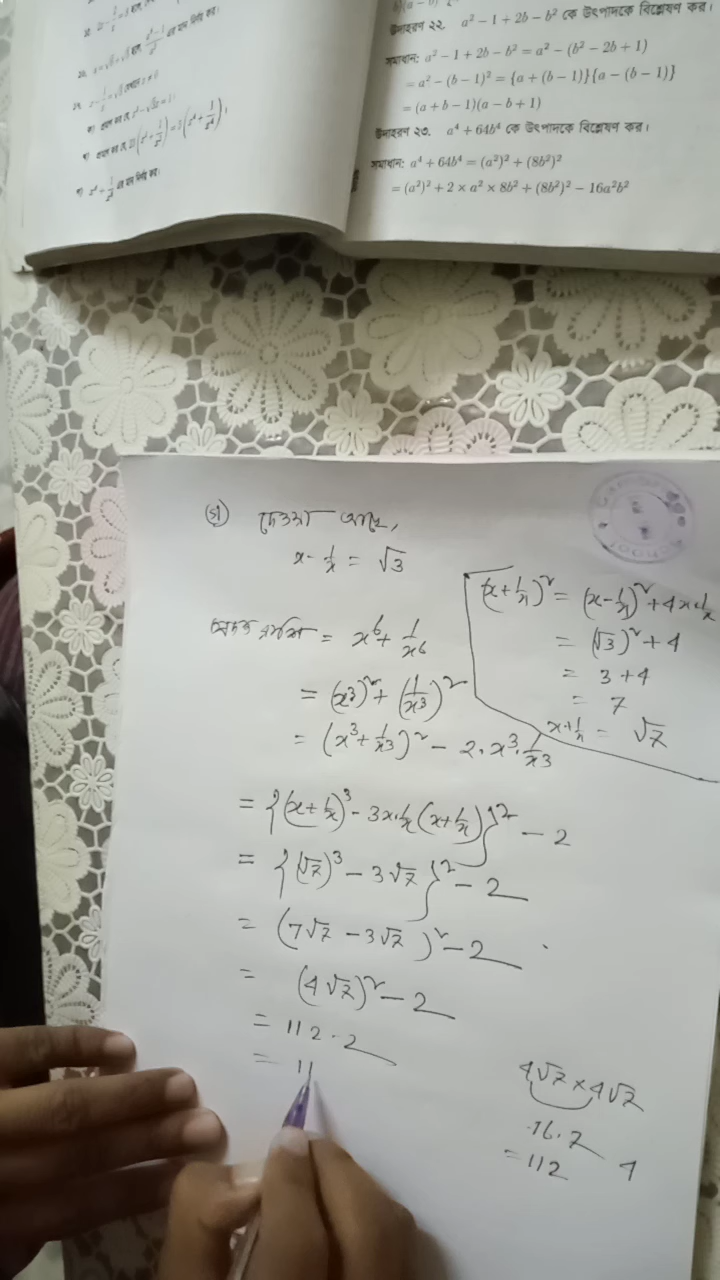 উদাহরণ ২২. a² − 1 + 2b − b² কে উৎপাদকে বিশ্লেষণ কর।
সমাধান: a² − 1 + 2b − b² = a² − (b² − 2b + 1)
= a² − (b − 1)² = {a + (b − 1)}{a − (b − 1)}
= (a + b − 1)(a − b + 1)
উদাহরণ ২৩. a⁴ + 64b⁴ কে উৎপাদকে বিশ্লেষণ কর।
সমাধান: a⁴ + 64b⁴ = (a²)² + (8b²)²
= (a²)² + 2 × a² × 8b² + (8b²)² − 16a²b²
দেওয়া আছে,
x - 1/x = √3
= x⁶ + 1/x⁶
= (x³)² + (1/x³)²
= (x³ + 1/x³)² - 2.x³.1/x³
= {(x + 1/x)³ - 3x.1/x (x + 1/x)}² - 2
= {(√7)³ - 3√7}² - 2
= (7√7 - 3√7)² - 2
= (4√7)² - 2
= 112 - 2
= 11
(x + 1/x)² = (x - 1/x)² + 4x.1/x
= (√3)² + 4
= 3 + 4
= 7
x + 1/x = √7
4√7 × 4√7
16.7
= 112
4